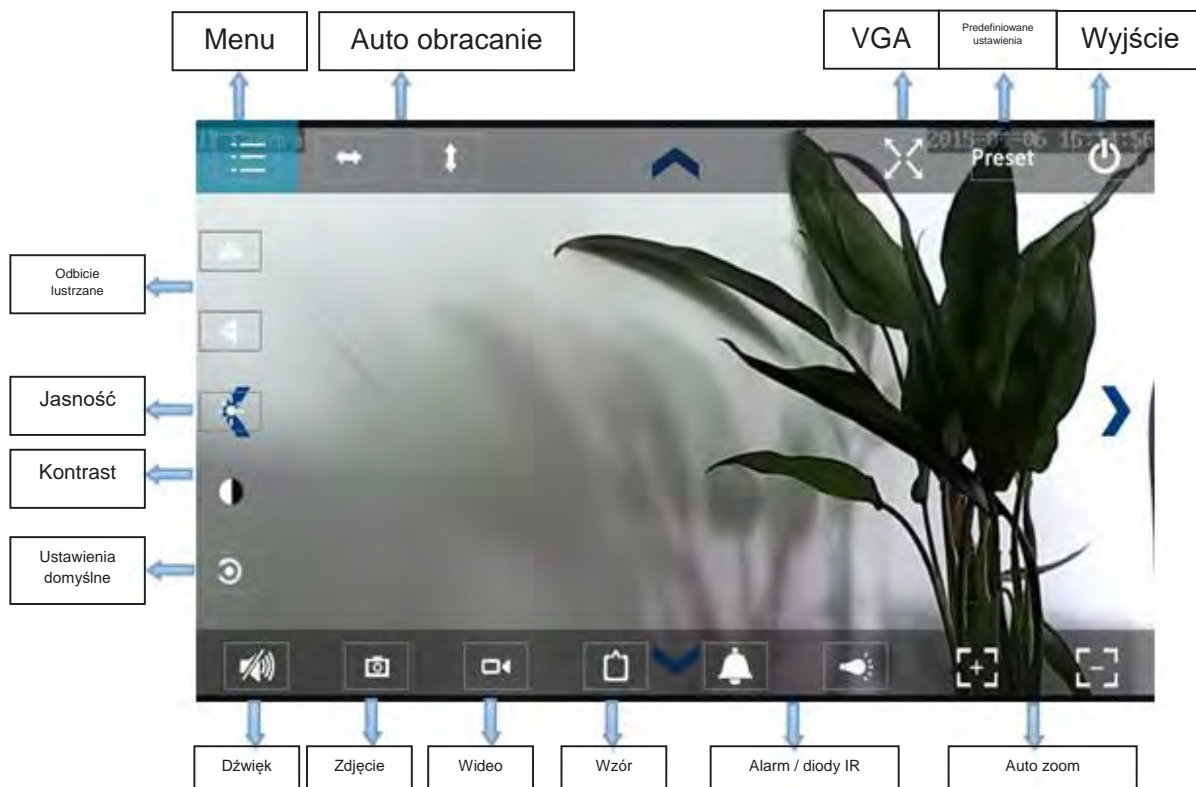 Menu
Auto obracanie
VGA
Predefiniowane
ustawienia
Wyjście
Preset
Odbicie
lustrzane
Jasność
Kontrast
Ustawienia
domyślne
Dźwięk
Zdjęcie
Wideo
Wzór
Alarm / diody IR
Auto zoom